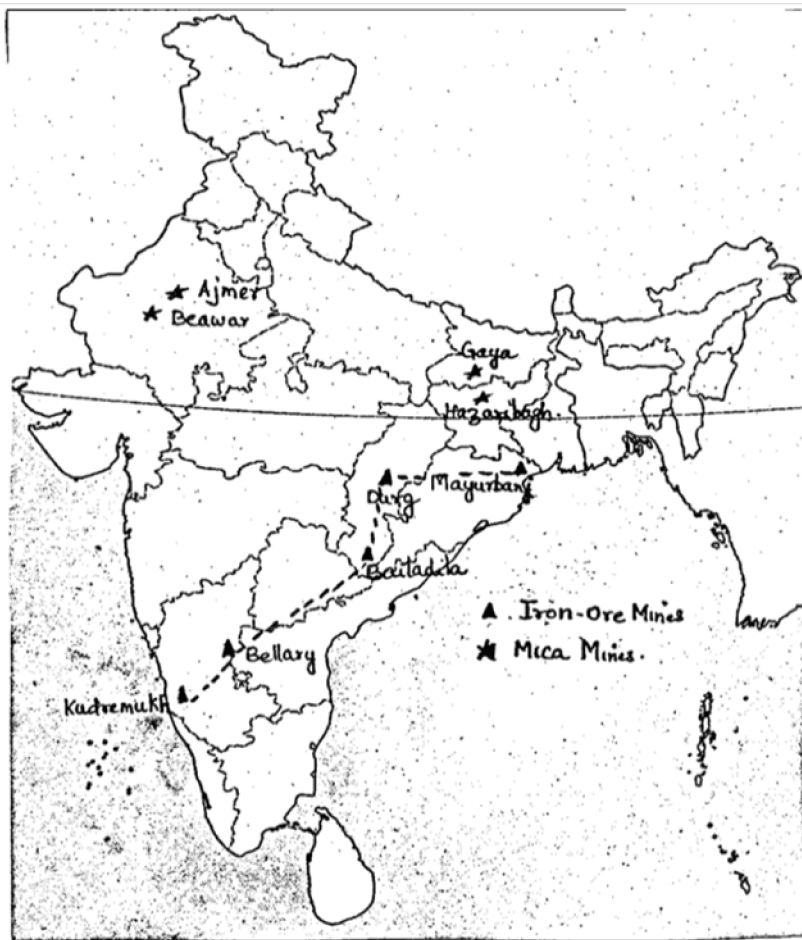 Ajmer
Beawar
Gaya
Hazaribagh.
Durg
Mayurbanj
Bailadila
Iron-Ore Mines
Bellary
Mica Mines.
Kudremukh